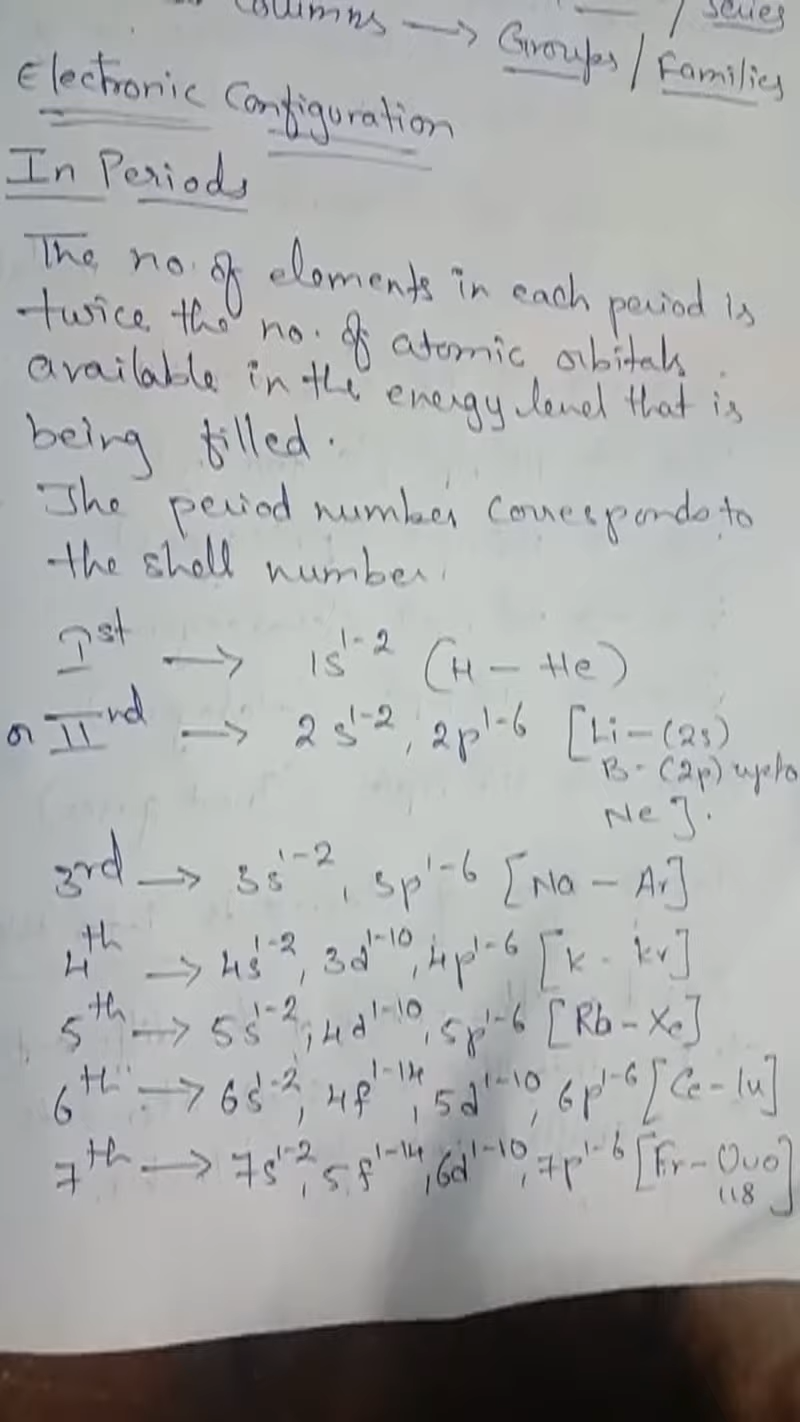 Columns → Groups / Families
/ Series
Electronic Configuration
In Periods
The no. of elements in each period is
twice the no. of atomic orbitals
available in the energy level that is
being filled.
The period number corresponds to
the shell number.
Iˢᵗ → 1s¹⁻² (H – He)
IIⁿᵈ → 2s¹⁻², 2p¹⁻⁶ [Li – (2s)
B - (2p) upto
Ne].
3ʳᵈ → 3s¹⁻², 3p¹⁻⁶ [Na – Ar]
4ᵗʰ → 4s¹⁻², 3d¹⁻¹⁰, 4p¹⁻⁶ [K - Kr]
5ᵗʰ → 5s¹⁻², 4d¹⁻¹⁰, 5p¹⁻⁶ [Rb – Xe]
6ᵗʰ → 6s¹⁻², 4f¹⁻¹⁴, 5d¹⁻¹⁰, 6p¹⁻⁶ [Ce – lu]
7ᵗʰ → 7s¹⁻², 5f¹⁻¹⁴, 6d¹⁻¹⁰, 7p¹⁻⁶ [Fr – Ouo]
118